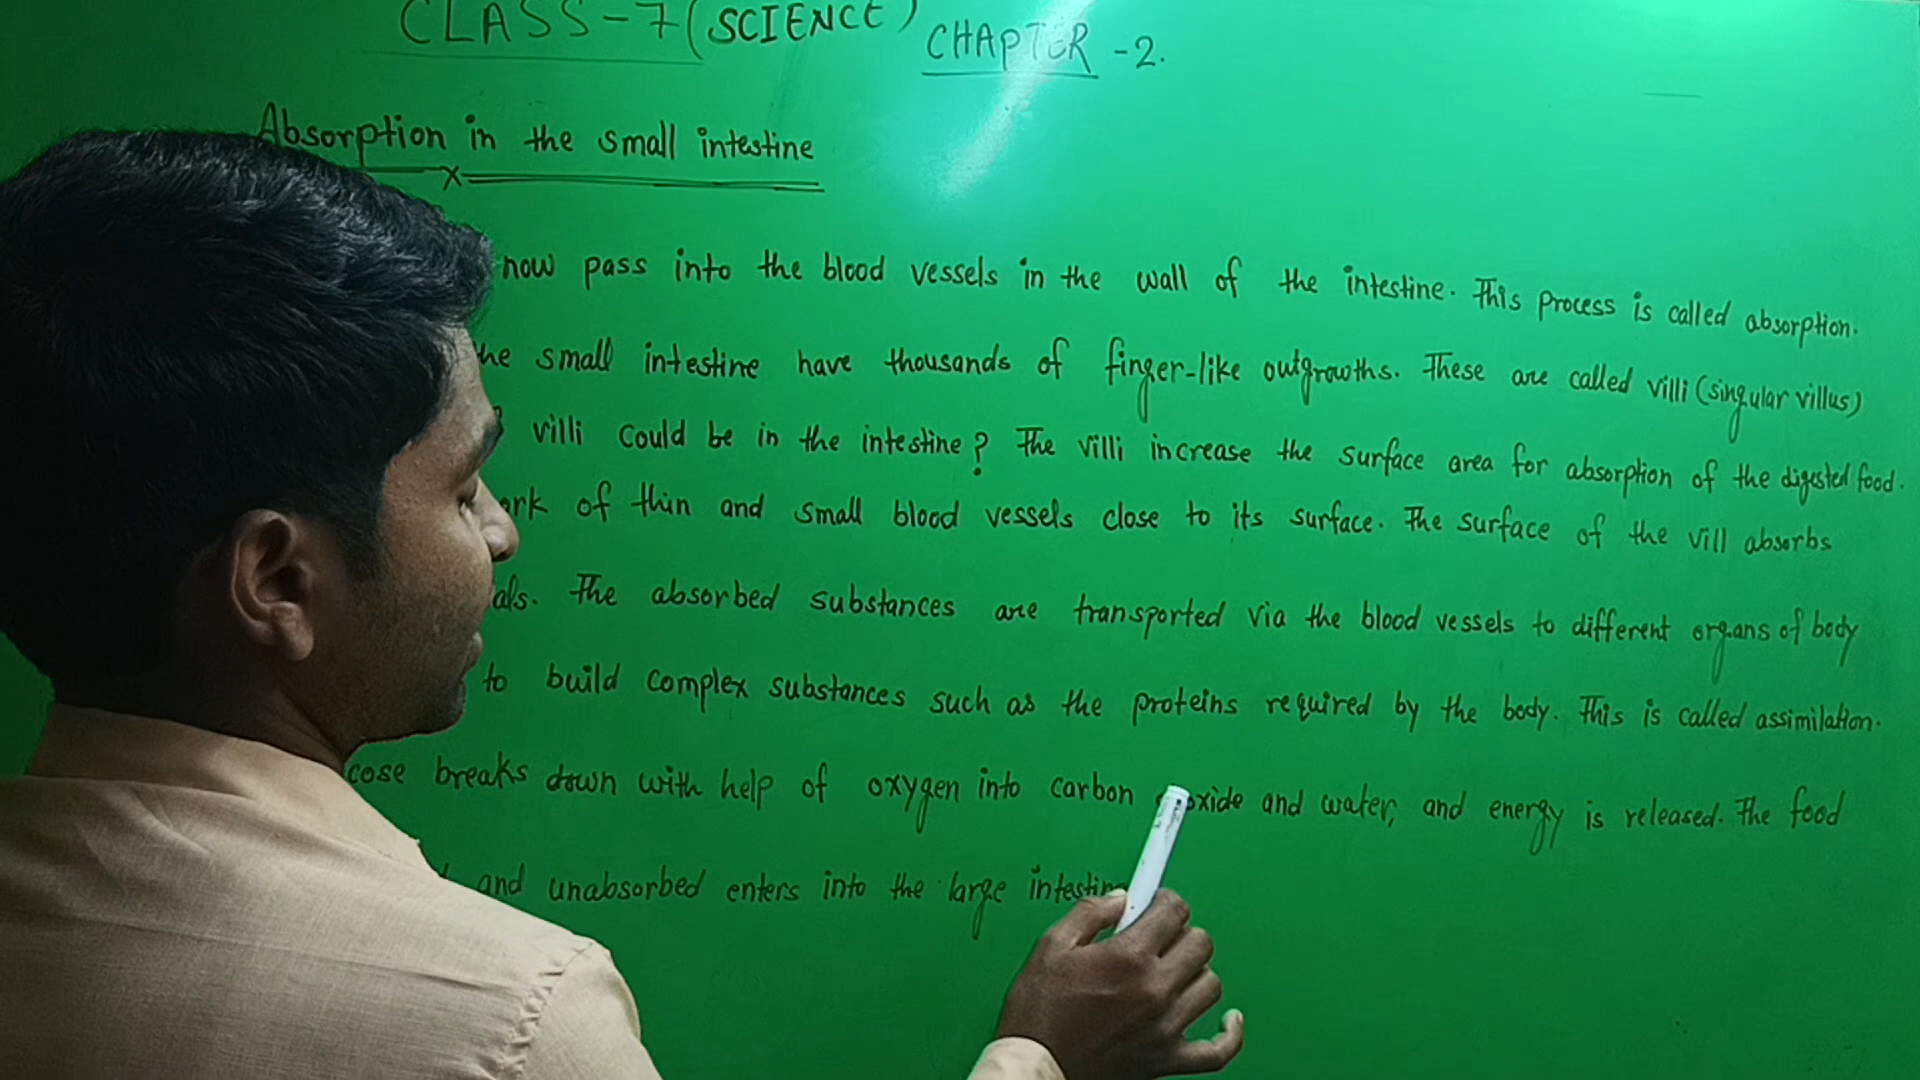 CLASS-7 (SCIENCE) CHAPTER -2.
Absorption in the small intestine
now pass into the blood vessels in the wall of the intestine. This process is called absorption.
he small intestine have thousands of finger-like outgrowths. These are called villi (singular villus)
villi could be in the intestine? The villi increase the surface area for absorption of the digested food.
ork of thin and small blood vessels close to its surface. The surface of the vill absorbs
als. The absorbed substances are transported via the blood vessels to different organs of body
to build complex substances such as the proteins required by the body. This is called assimilation.
cose breaks down with help of oxygen into carbon oxide and water, and energy is released. The food
and unabsorbed enters into the large intestin